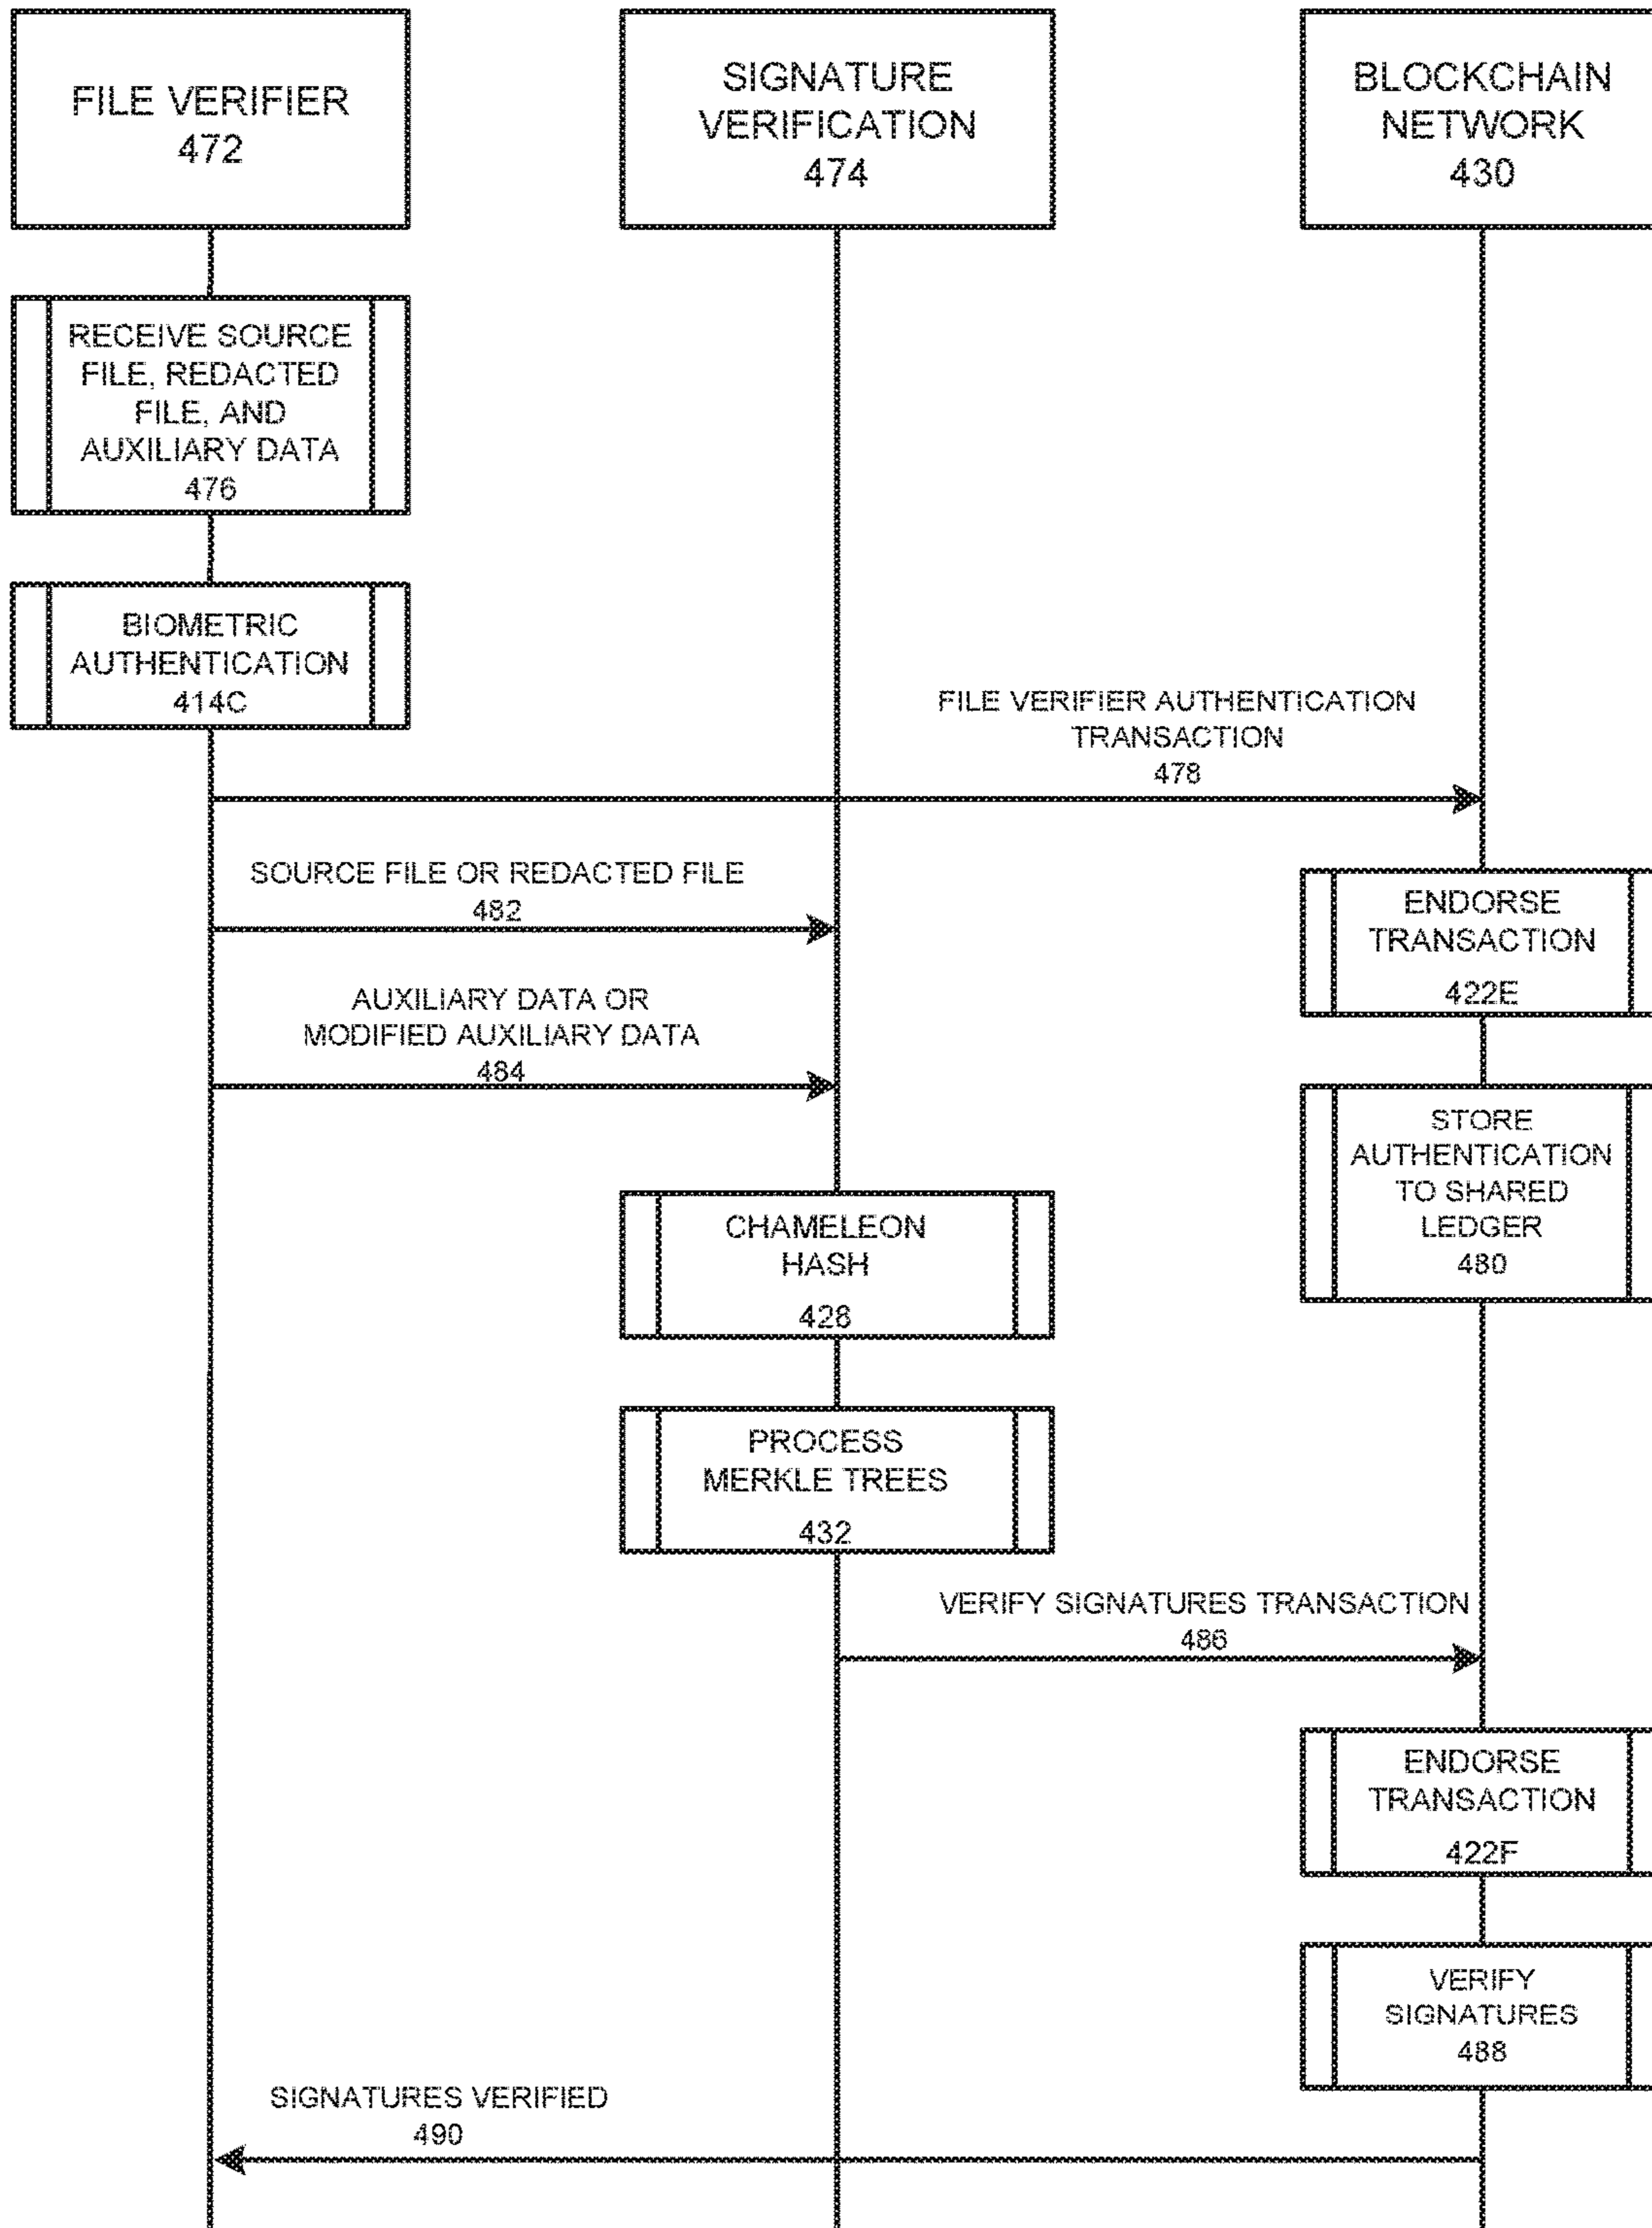 FILE VERIFIER
472
SIGNATURE
VERIFICATION
474
BLOCKCHAIN
NETWORK
430
RECEIVE SOURCE
FILE, REDACTED
FILE, AND
AUXILIARY DATA
476
BIOMETRIC
AUTHENTICATION
414C
FILE VERIFIER AUTHENTICATION
TRANSACTION
478
SOURCE FILE OR REDACTED FILE
482
ENDORSE
TRANSACTION
422E
AUXILIARY DATA OR
MODIFIED AUXILIARY DATA
484
STORE
AUTHENTICATION
TO SHARED
LEDGER
480
CHAMELEON
HASH
428
PROCESS
MERKLE TREES
432
VERIFY SIGNATURES TRANSACTION
486
ENDORSE
TRANSACTION
422F
VERIFY
SIGNATURES
488
SIGNATURES VERIFIED
490